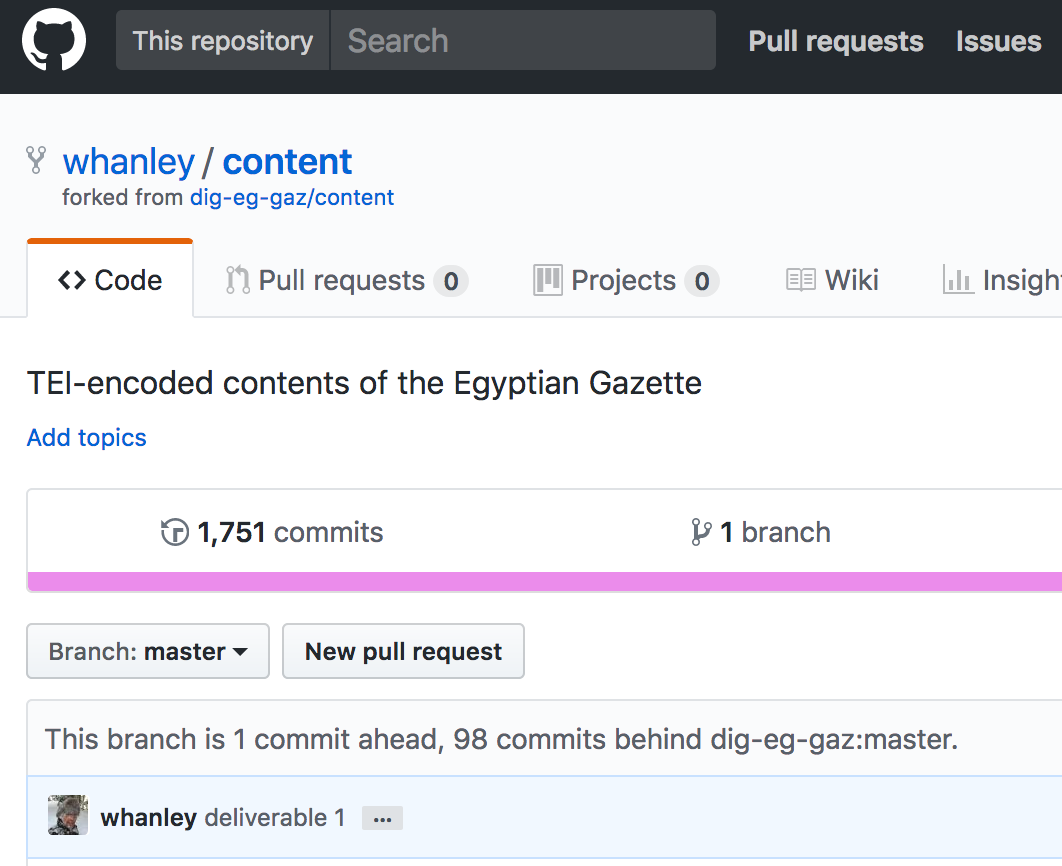 This repository Search Pull requests Issues
whanley / content
forked from dig-eg-gaz/content
Code Pull requests 0 Projects 0 Wiki Insigh
TEI-encoded contents of the Egyptian Gazette
Add topics
1,751 commits 1 branch
Branch: master New pull request
This branch is 1 commit ahead, 98 commits behind dig-eg-gaz:master.
whanley deliverable 1 ...